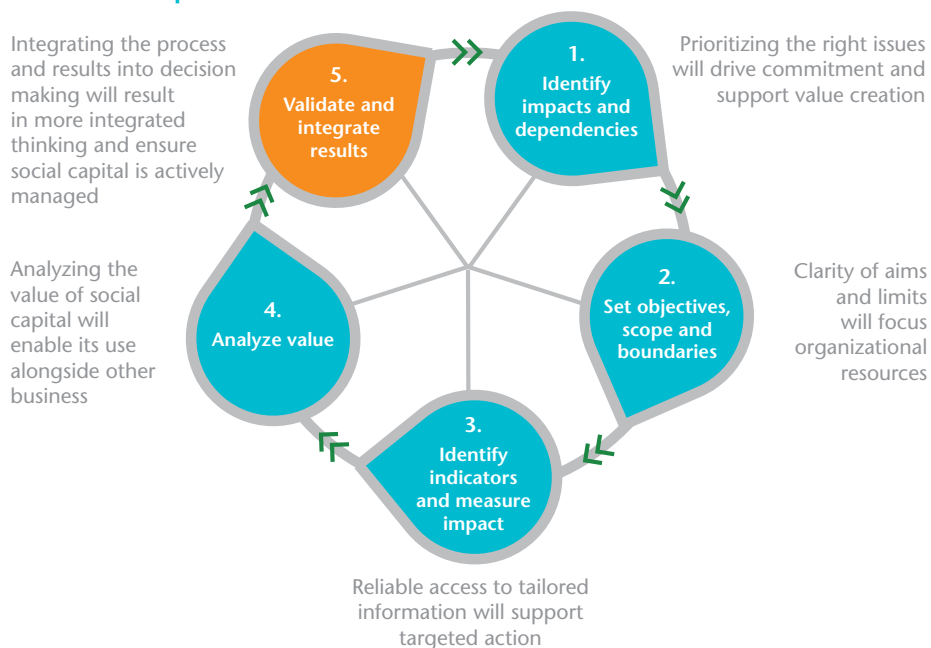 1.
Identify
impacts and
dependencies
Prioritizing the right issues
will drive commitment and
support value creation
2.
Set objectives,
scope and
boundaries
Clarity of aims
and limits
will focus
organizational
resources
3.
Identify
indicators
and measure
impact
Reliable access to tailored
information will support
targeted action
4.
Analyze value
Analyzing the
value of social
capital will
enable its use
alongside other
business
5.
Validate and
integrate
results
Integrating the process
and results into decision
making will result
in more integrated
thinking and ensure
social capital is actively
managed